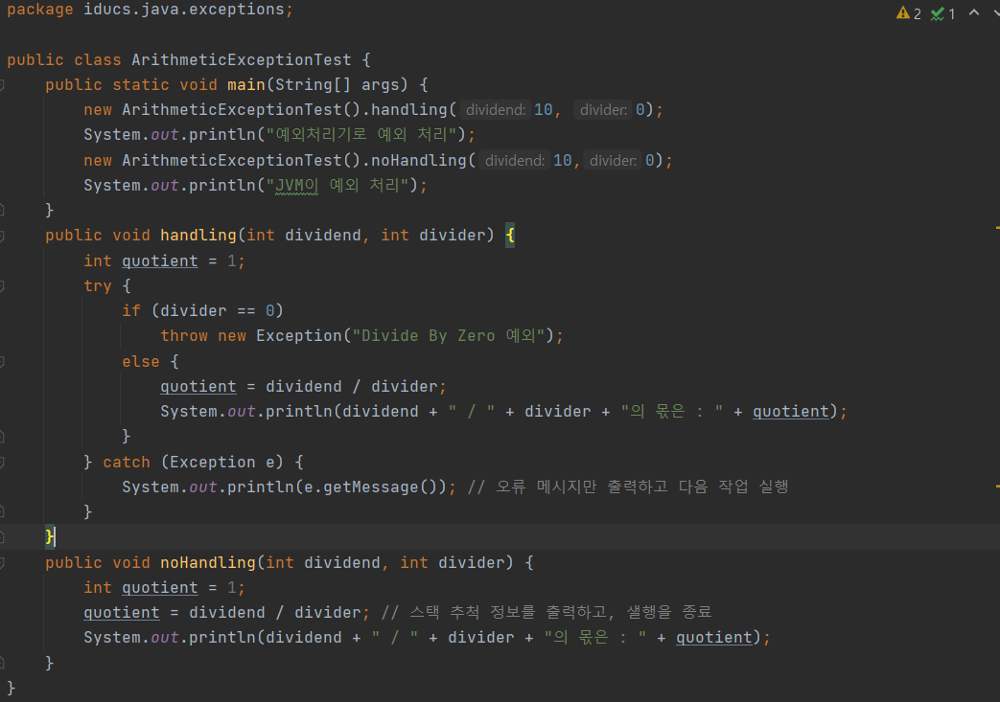 package iducs.java.exceptions;
2 1
public class ArithmeticExceptionTest {
public static void main(String[] args) {
new ArithmeticExceptionTest().handling( dividend: 10, divider: 0);
System.out.println("예외처리기로 예외 처리");
new ArithmeticExceptionTest().noHandling( dividend: 10, divider: 0);
System.out.println("JVM이 예외 처리");
}
public void handling(int dividend, int divider) {
int quotient = 1;
try {
if (divider == 0)
throw new Exception("Divide By Zero 예외");
else {
quotient = dividend / divider;
System.out.println(dividend + " / " + divider + "의 몫은 : " + quotient);
}
} catch (Exception e) {
System.out.println(e.getMessage()); // 오류 메시지만 출력하고 다음 작업 실행
}
}
public void noHandling(int dividend, int divider) {
int quotient = 1;
quotient = dividend / divider; // 스택 추척 정보를 출력하고, 샐행을 종료
System.out.println(dividend + " / " + divider + "의 몫은 : " + quotient);
}
}